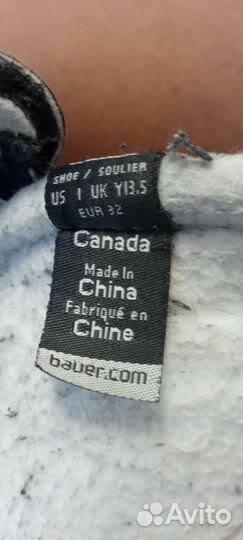 SHOE / SOULIER
US 1 UK Y13.5
EUR 32
Canada
Made In
China
Fabriqué en
Chine
bauer.com
Avito